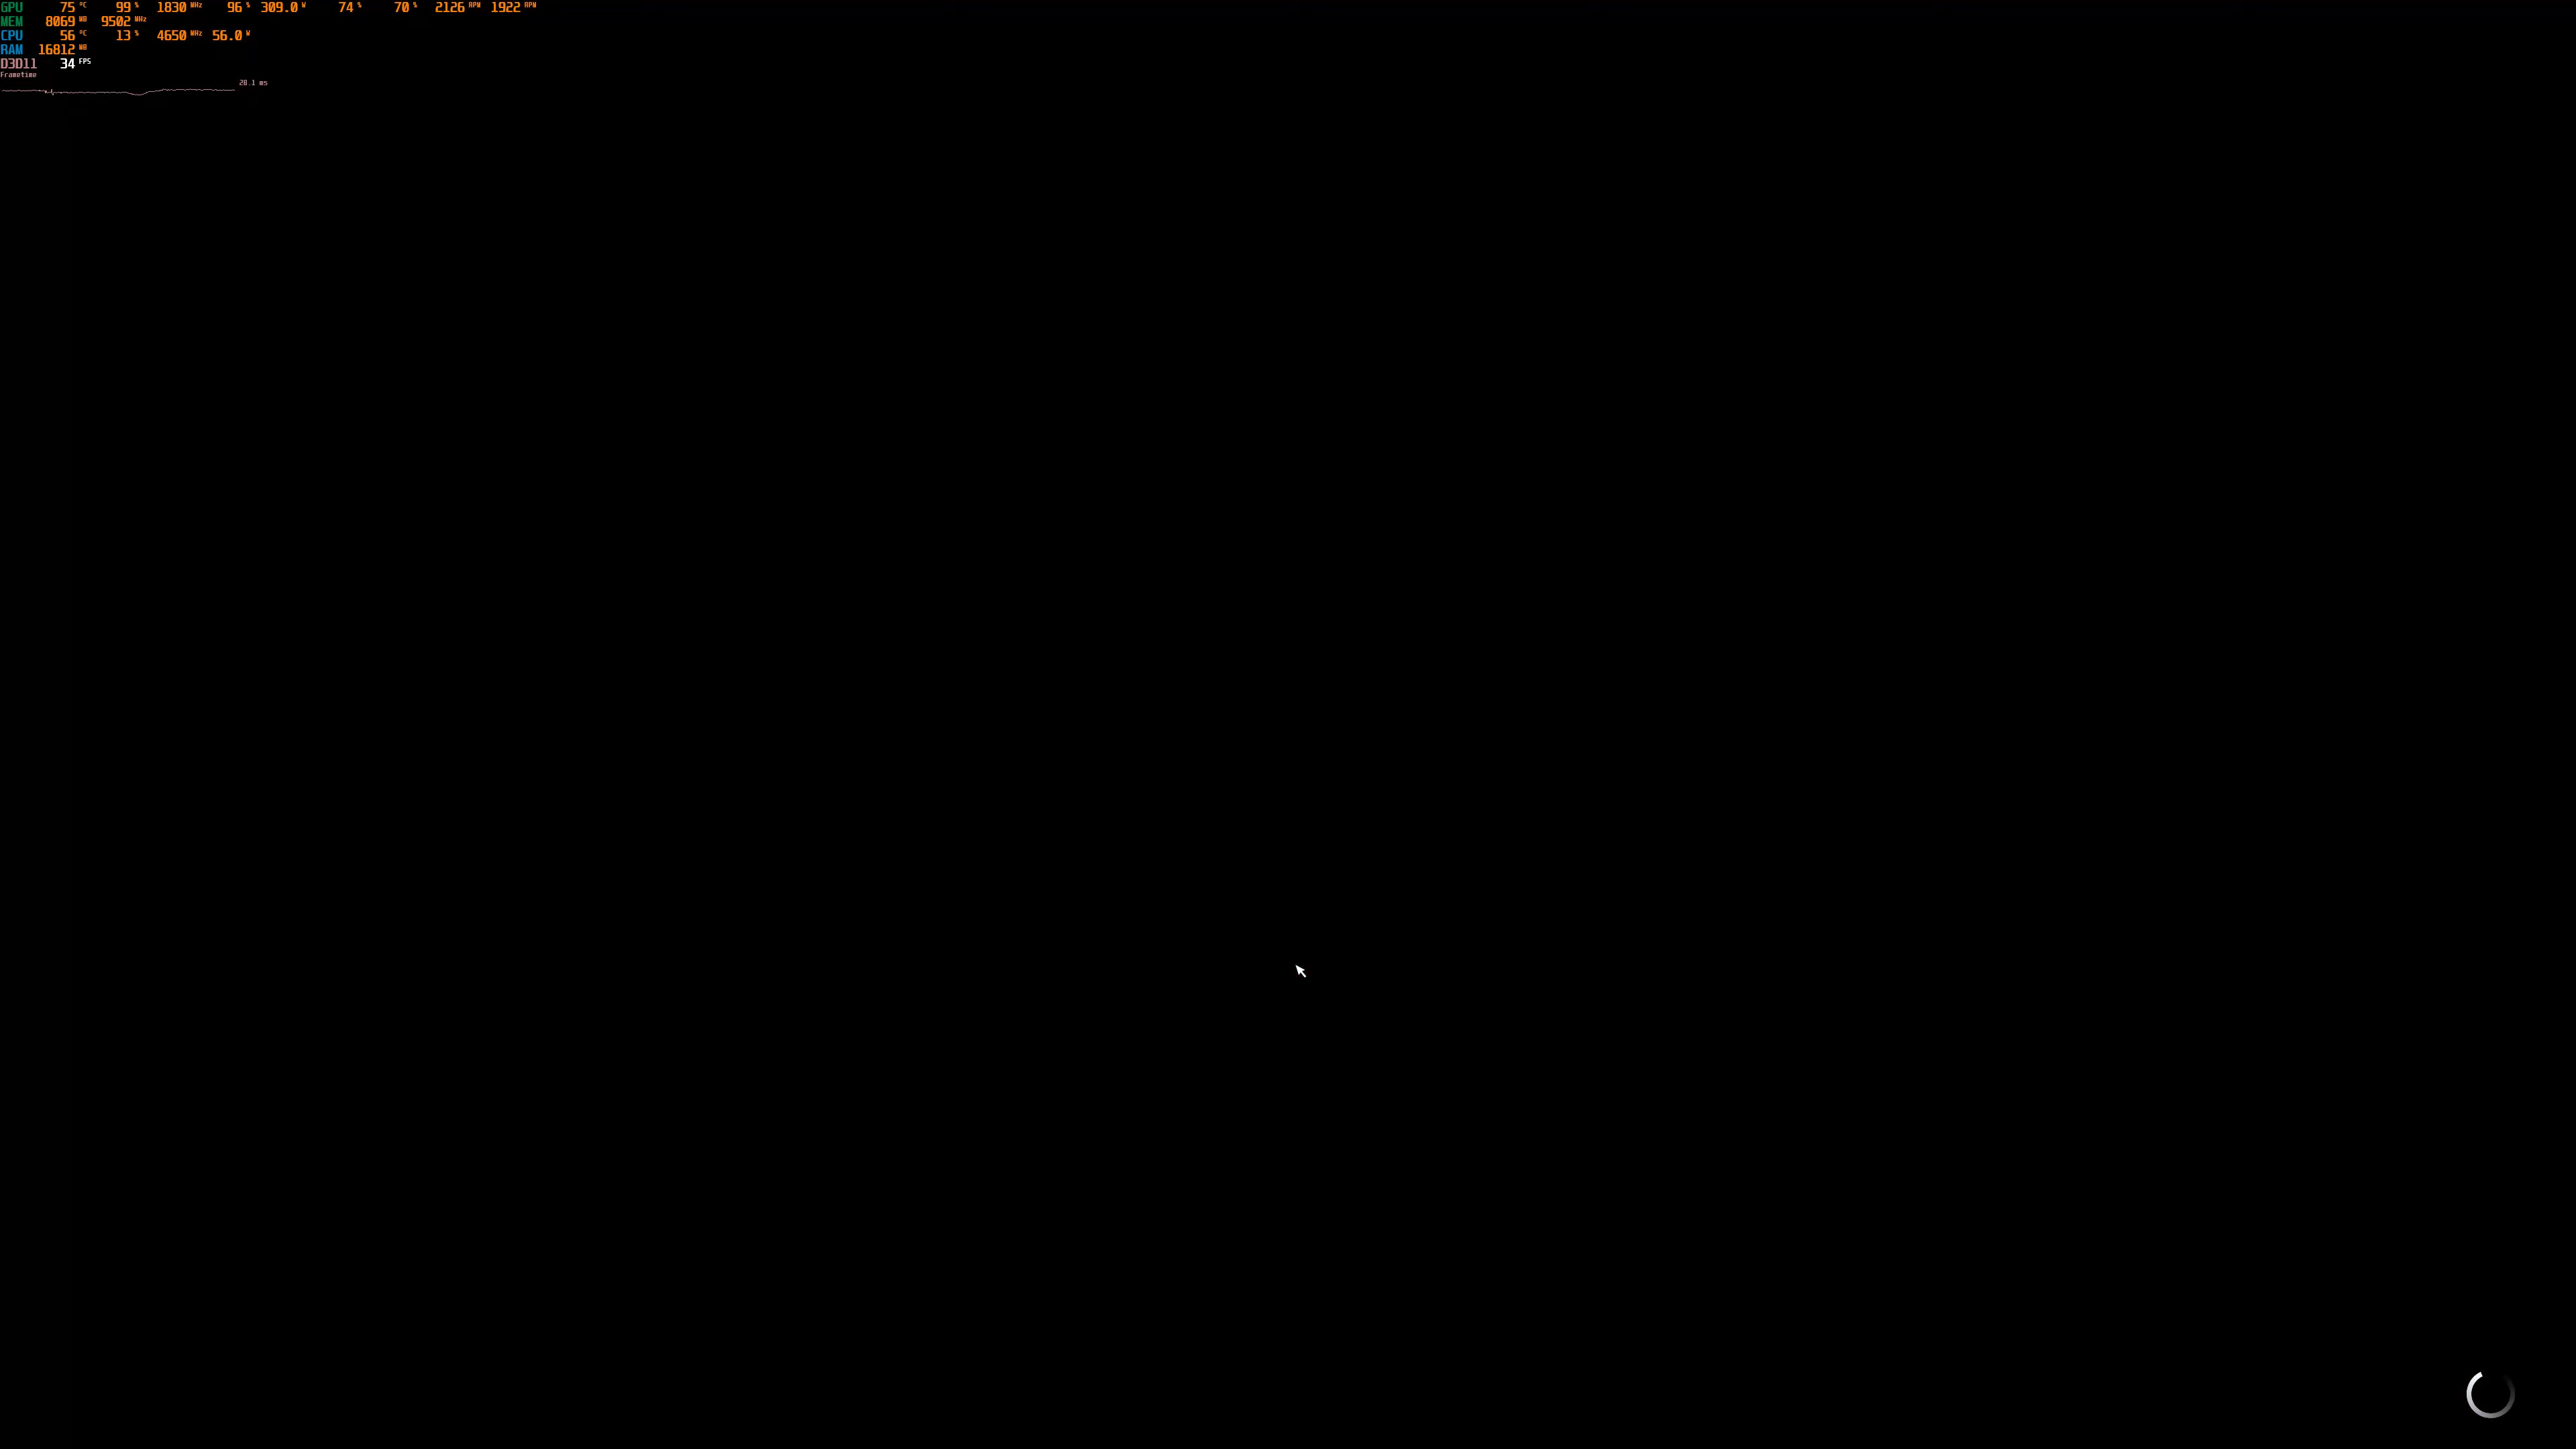 GPU 75 °C 99 % 1830 MHz 96 % 309.0 W 74 % 70 % 2126 RPM 1922 RPM
MEM 8069 MB 9502 MHz
CPU 56 °C 13 % 4650 MHz 56.0 W
RAM 16812 MB
D3D11 34 FPS
Frametime
28.1 ms